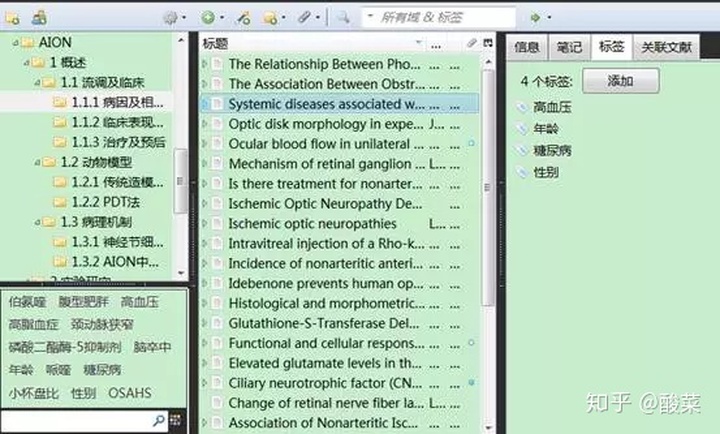 所有域 & 标签
AION
1 概述
1.1 流调及临床
1.1.1 病因及相...
1.1.2 临床表现...
1.1.3 治疗及预后
1.2 动物模型
1.2.1 传统造模...
1.2.2 PDT法
1.3 病理机制
1.3.1 神经节细...
1.3.2 AION中...
伯氨喹 腹型肥胖 高血压
高脂血症 颈动脉狭窄
磷酸二酯酶-5抑制剂 脑卒中
年龄 哌喹 糖尿病
小杯盘比 性别 OSAHS
标题 ...
The Relationship Between Pho... ... ...
The Association Between Obstr... ... ...
Systemic diseases associated w... ... ...
Optic disk morphology in expe... J... ...
Ocular blood flow in unilateral ... ... ...
Mechanism of retinal ganglion ... L... ...
Is there treatment for nonarter... ... ...
Ischemic Optic Neuropathy De... ... ...
Ischemic optic neuropathies L... ...
Intravitreal injection of a Rho-k... ... ...
Incidence of nonarteritic anteri... ... ...
Idebenone prevents human op... ... ...
Histological and morphometric... ... ...
Glutathione-S-Transferase Del... ... ...
Functional and cellular respons... ... ...
Elevated glutamate levels in th... ... ...
Ciliary neurotrophic factor (CN... ... ...
Change of retinal nerve fiber la... L... ...
Association of Nonarteritic Isc... ... ...
信息 笔记 标签 关联文献
4 个标签: 添加
高血压
年龄
糖尿病
性别
知乎 @酸菜